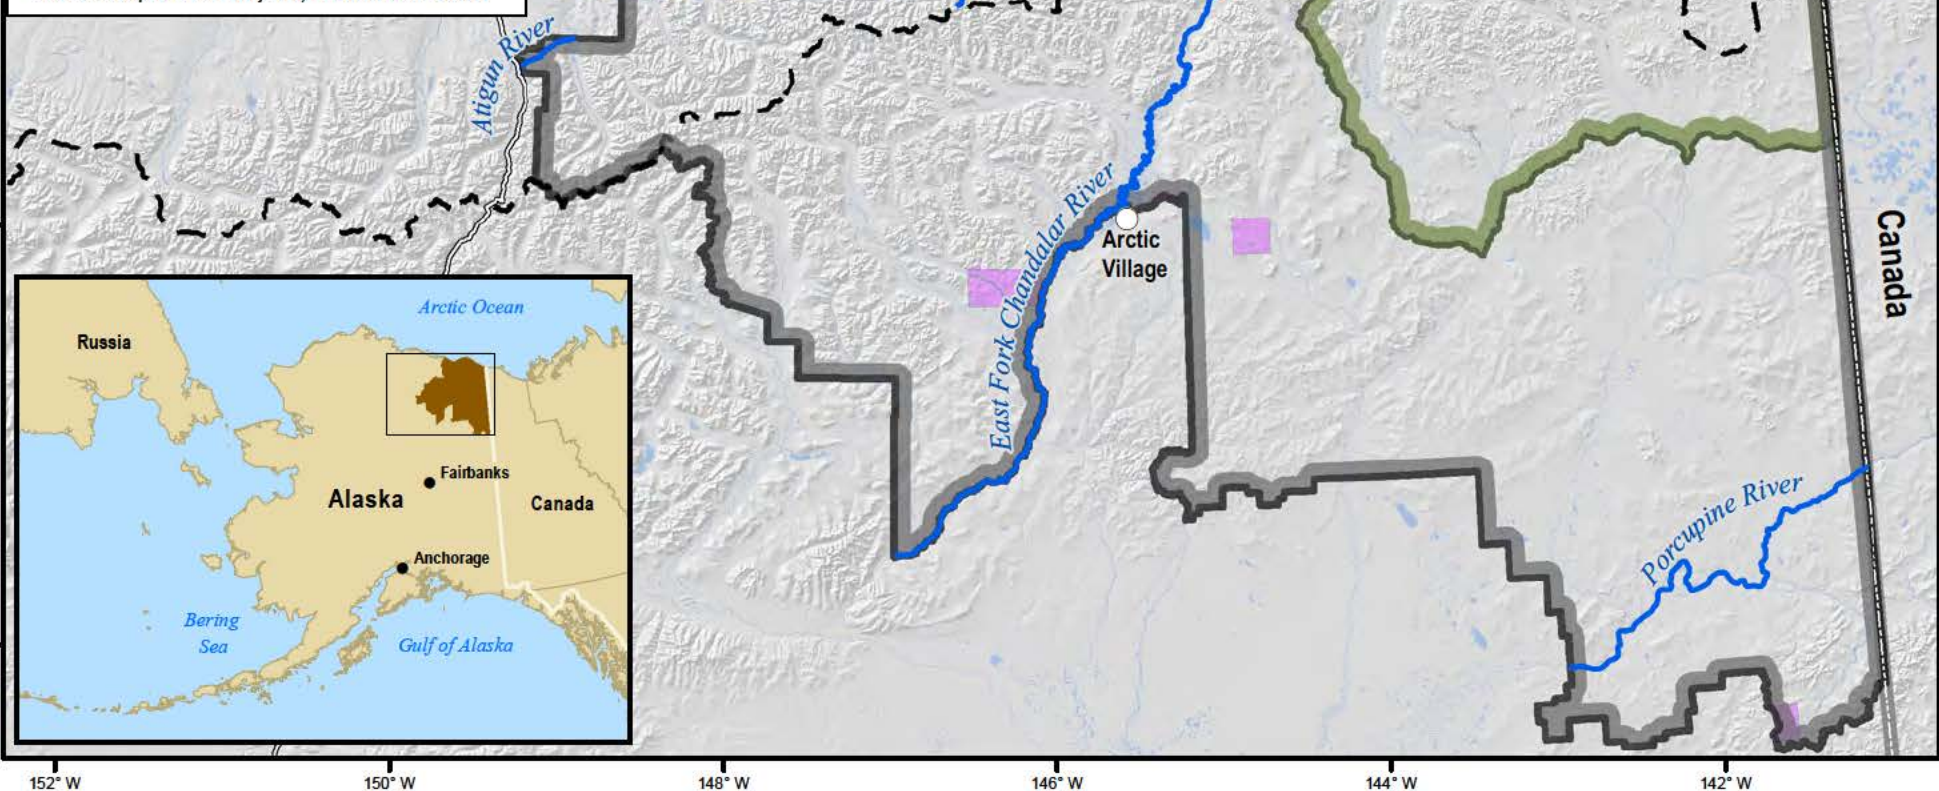 Atigun River
East Fork Chandalar River
Arctic
Village
Canada
Porcupine River
Arctic Ocean
Russia
Fairbanks
Alaska
Canada
Anchorage
Bering
Sea
Gulf of Alaska
152° W
150° W
148° W
146° W
144° W
142° W